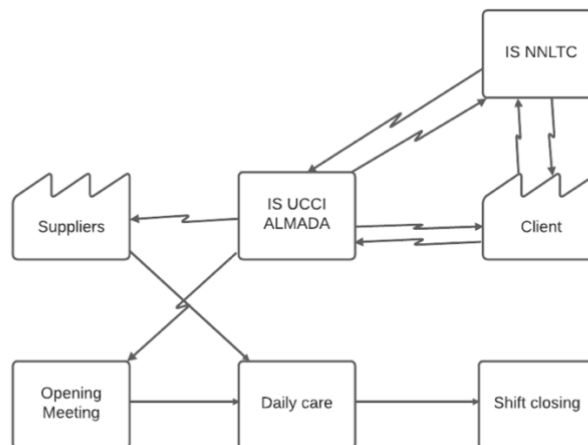 IS NNLTC
Suppliers
IS UCCI
ALMADA
Client
Opening
Meeting
Daily care
Shift closing